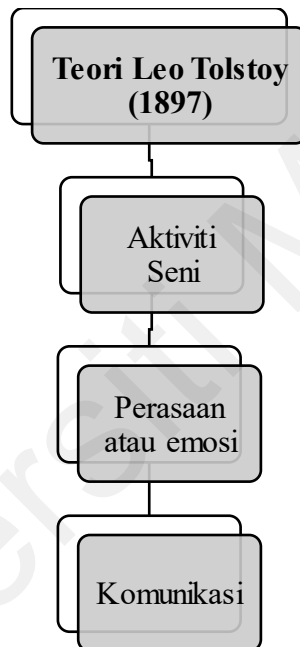 Teori Leo Tolstoy
(1897)
Aktiviti
Seni
Perasaan
atau emosi
Komunikasi